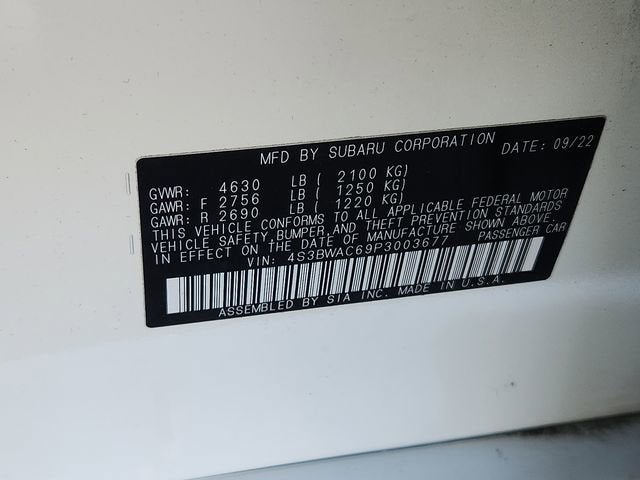 MFD BY SUBARU CORPORATION DATE: 09/22
GVWR: 4630 LB ( 2100 KG)
GAWR: F 2756 LB ( 1250 KG)
GAWR: R 2690 LB ( 1220 KG)
THIS VEHICLE CONFORMS TO ALL APPLICABLE FEDERAL MOTOR
VEHICLE SAFETY, BUMPER, AND THEFT PREVENTION STANDARDS
IN EFFECT ON THE DATE OF MANUFACTURE SHOWN ABOVE.
VIN: 4S3BWAC69P3003677 PASSENGER CAR
ASSEMBLED BY SIA INC. MADE IN U.S.A.